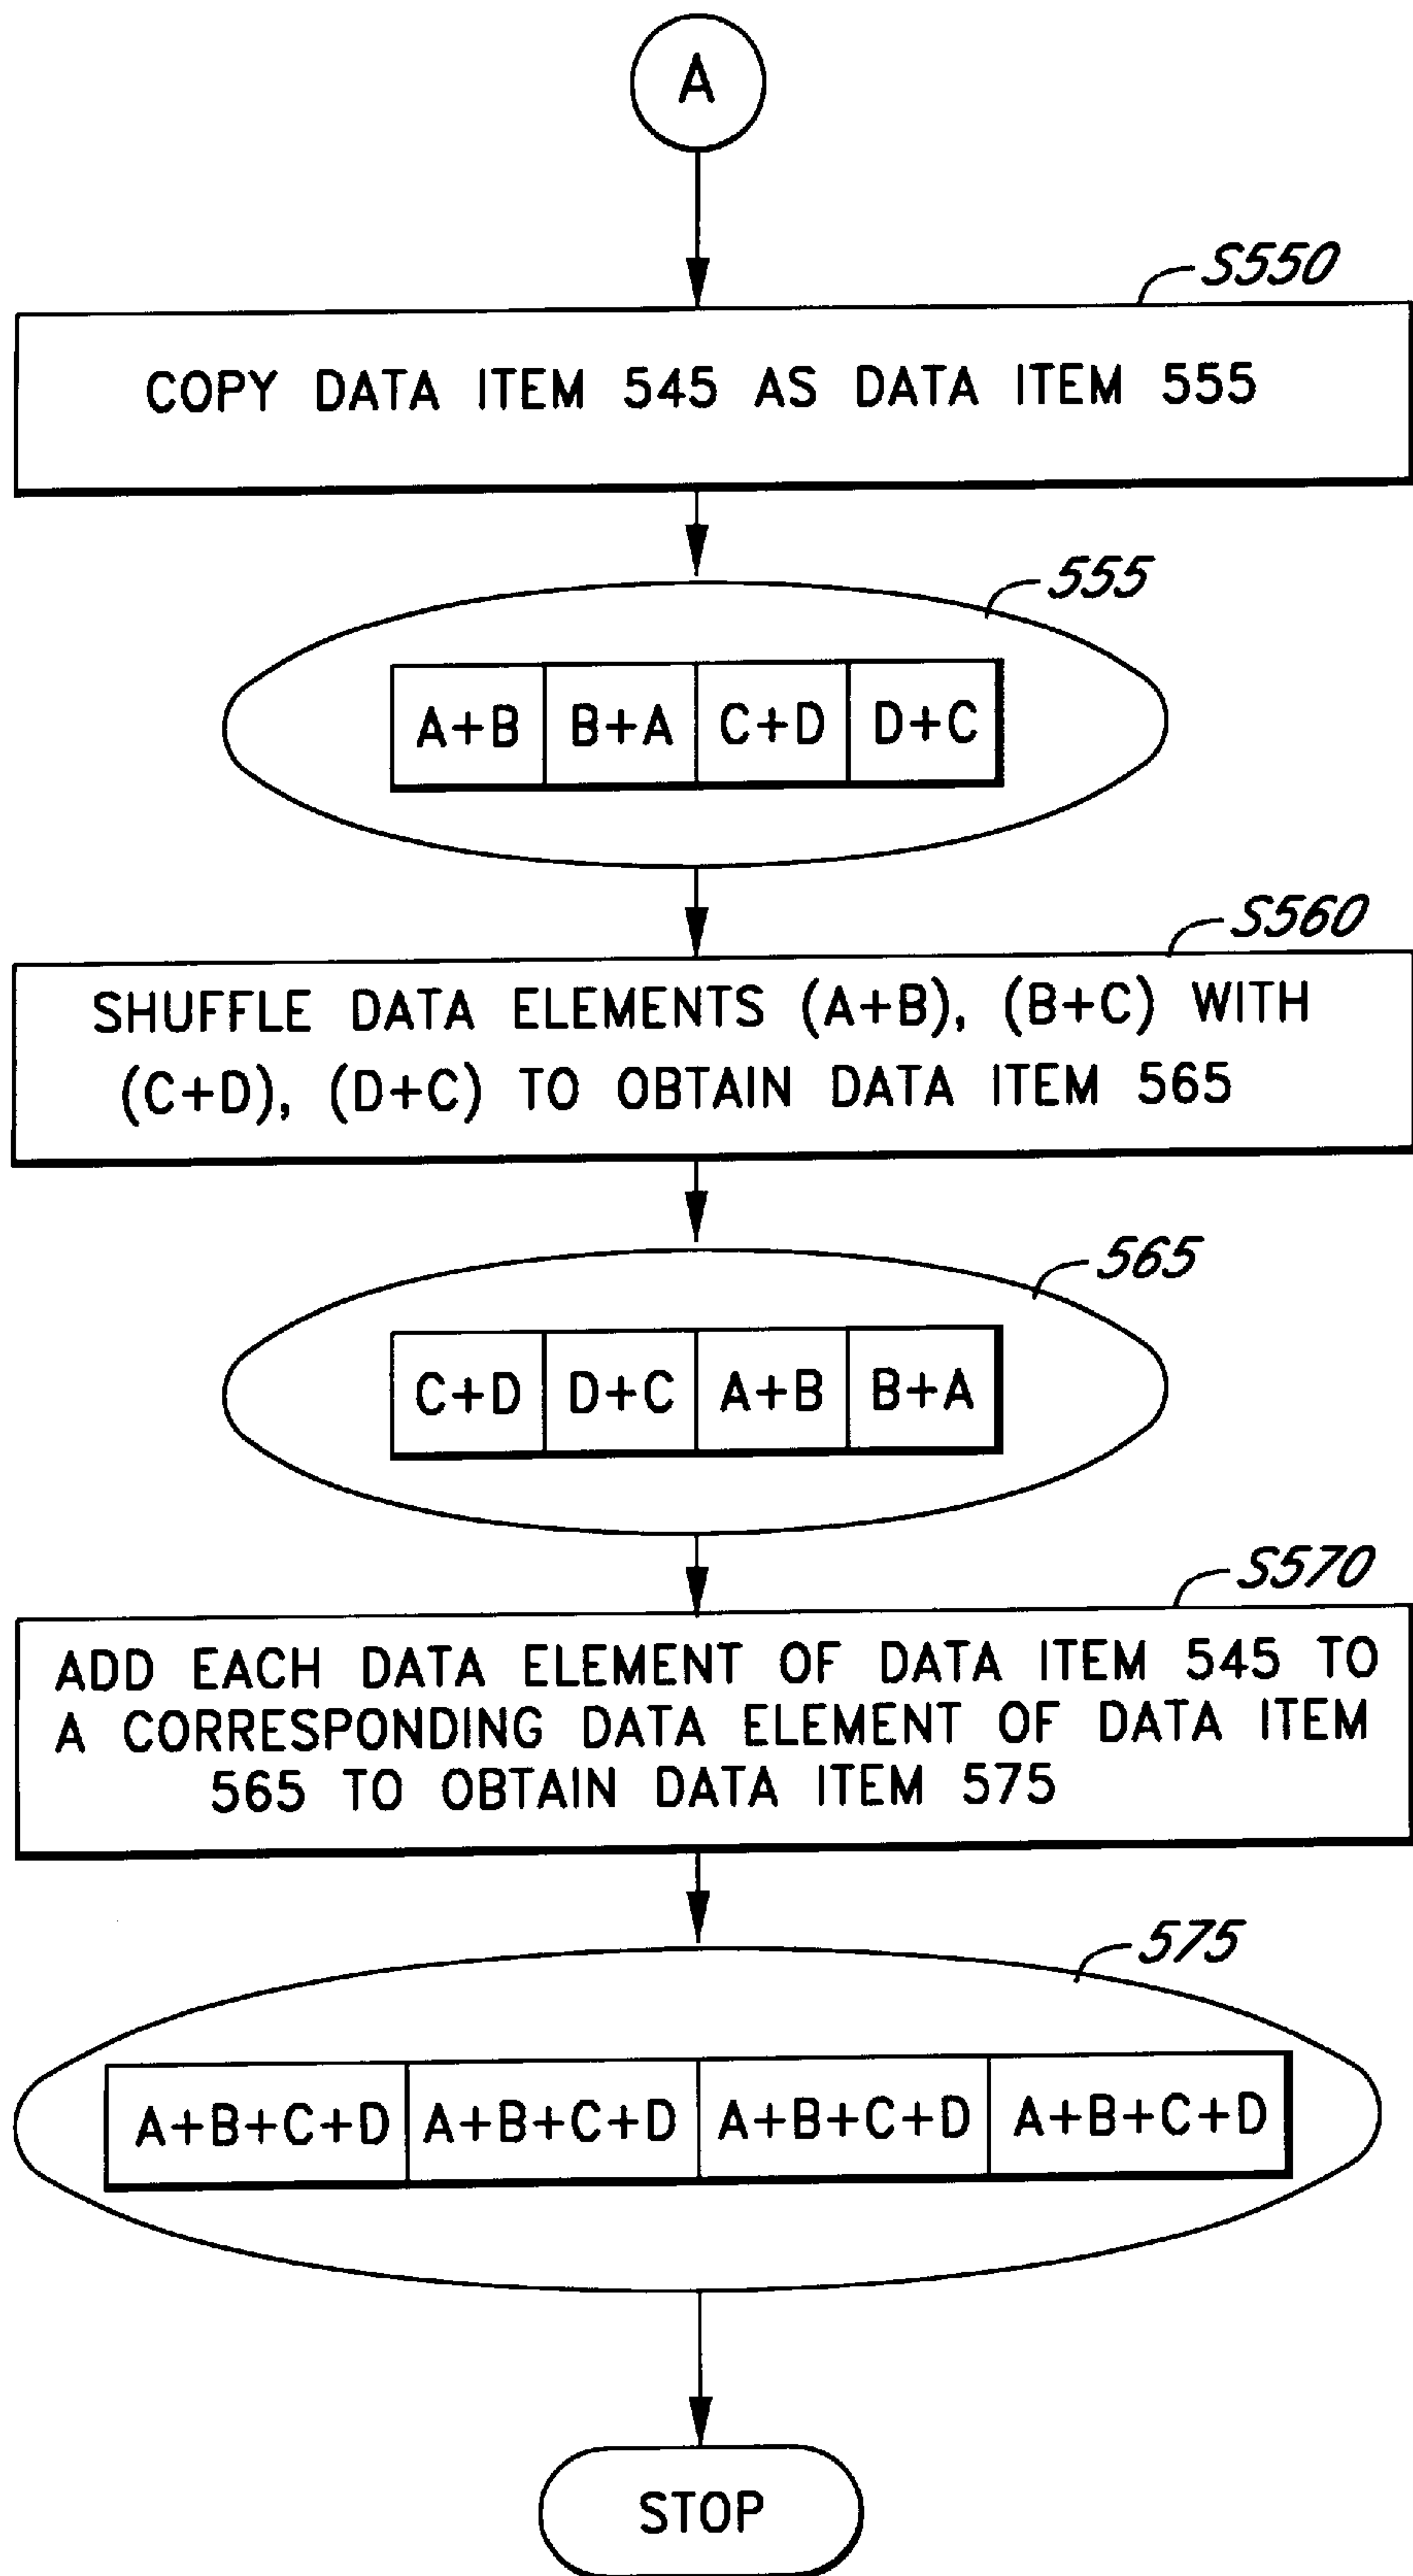 A
S550
COPY DATA ITEM 545 AS DATA ITEM 555
555
A+B B+A C+D D+C
S560
SHUFFLE DATA ELEMENTS (A+B), (B+C) WITH
(C+D), (D+C) TO OBTAIN DATA ITEM 565
565
C+D D+C A+B B+A
S570
ADD EACH DATA ELEMENT OF DATA ITEM 545 TO
A CORRESPONDING DATA ELEMENT OF DATA ITEM
565 TO OBTAIN DATA ITEM 575
575
A+B+C+D A+B+C+D A+B+C+D A+B+C+D
STOP